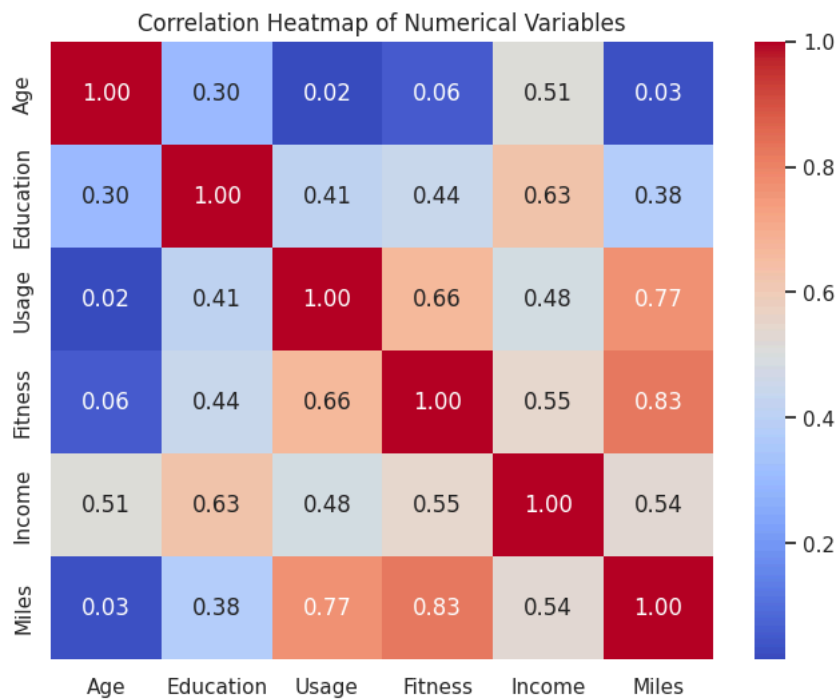 Correlation Heatmap of Numerical Variables
Age 1.00 0.30 0.02 0.06 0.51 0.03
Education 0.30 1.00 0.41 0.44 0.63 0.38
Usage 0.02 0.41 1.00 0.66 0.48 0.77
Fitness 0.06 0.44 0.66 1.00 0.55 0.83
Income 0.51 0.63 0.48 0.55 1.00 0.54
Miles 0.03 0.38 0.77 0.83 0.54 1.00
Age Education Usage Fitness Income Miles
1.0
0.8
0.6
0.4
0.2